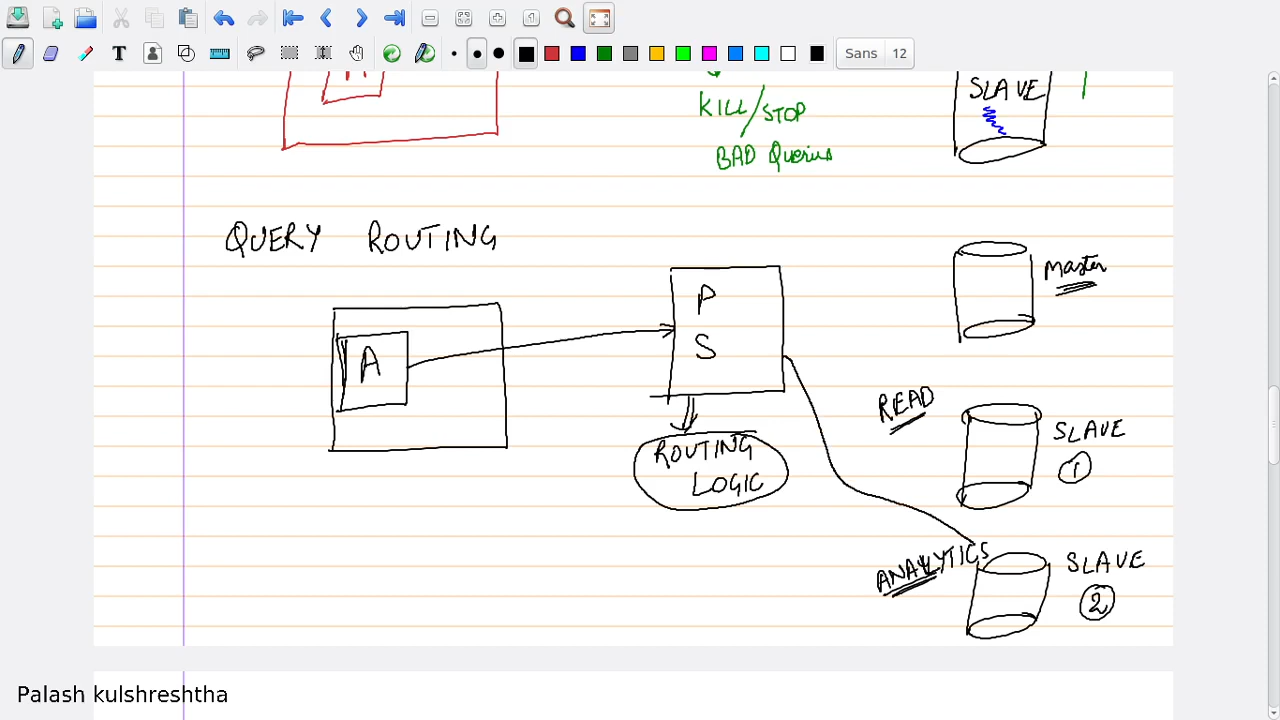 Sans 12
SLAVE
KILL/STOP
BAD Queries
QUERY ROUTING
Master
P
S
A
READ
SLAVE
1
ROUTING
LOGIC
ANALYTICS
SLAVE
2
Palash kulshreshtha